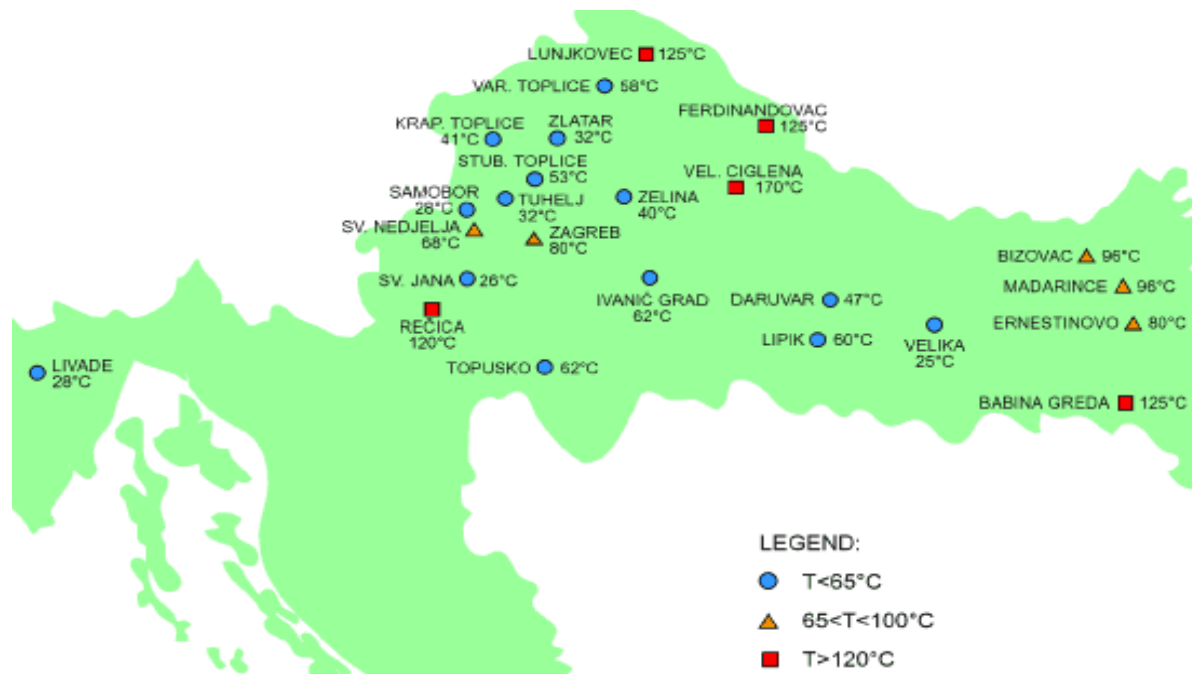 LUNJKOVEC 125°C
VAR. TOPLICE 58°C
FERDINANDOVAC
125°C
KRAP. TOPLICE
41°C
ZLATAR
32°C
STUB. TOPLICE
53°C
VEL. CIGLENA
170°C
SAMOBOR
28°C
TUHELJ
32°C
ZELINA
40°C
SV. NEDJELJA
68°C
ZAGREB
80°C
BIZOVAC 96°C
SV. JANA 26°C
MADARINCE 96°C
IVANIĆ GRAD
62°C
DARUVAR 47°C
REČICA
120°C
ERNESTINOVO 80°C
LIPIK 60°C
VELIKA
25°C
LIVADE
28°C
TOPUSKO 62°C
BABINA GREDA 125°C
LEGEND:
T<65°C
65<T<100°C
T>120°C